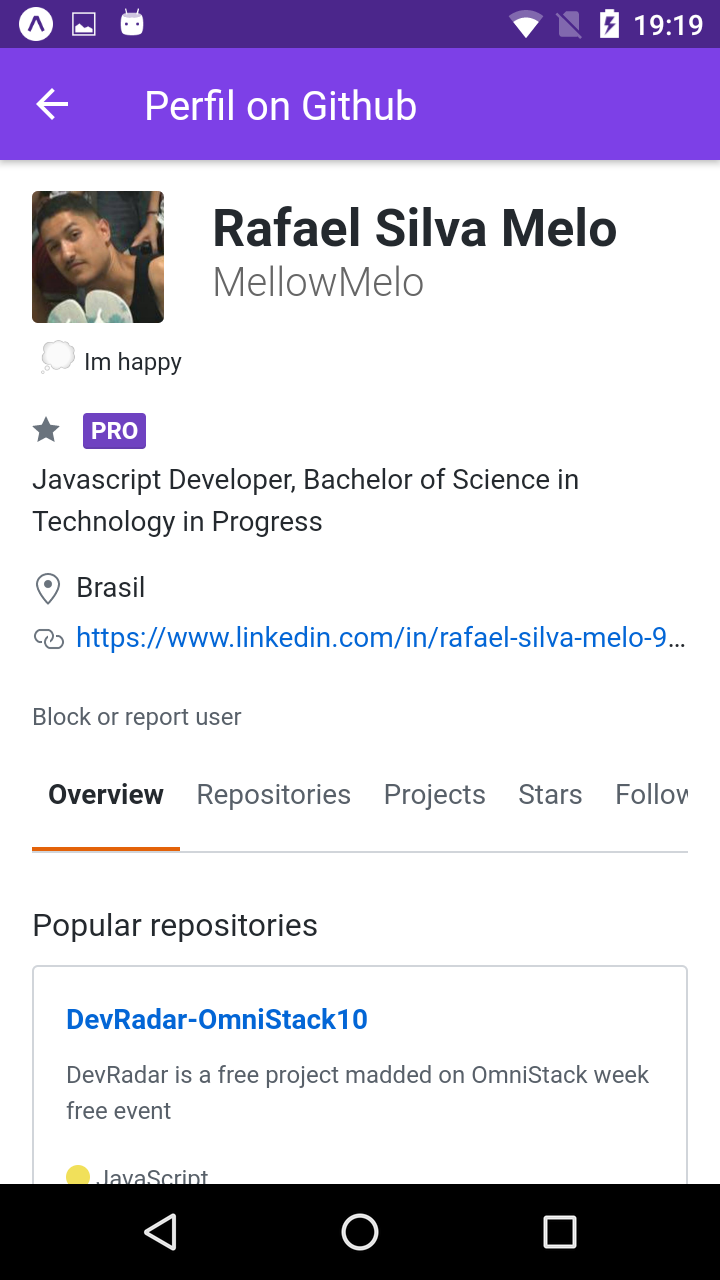 19:19
Perfil on Github
Rafael Silva Melo
MellowMelo
Im happy
PRO
Javascript Developer, Bachelor of Science in
Technology in Progress
Brasil
https://www.linkedin.com/in/rafael-silva-melo-9…
Block or report user
Overview Repositories Projects Stars Follow
Popular repositories
DevRadar-OmniStack10
DevRadar is a free project madded on OmniStack week
free event
JavaScript